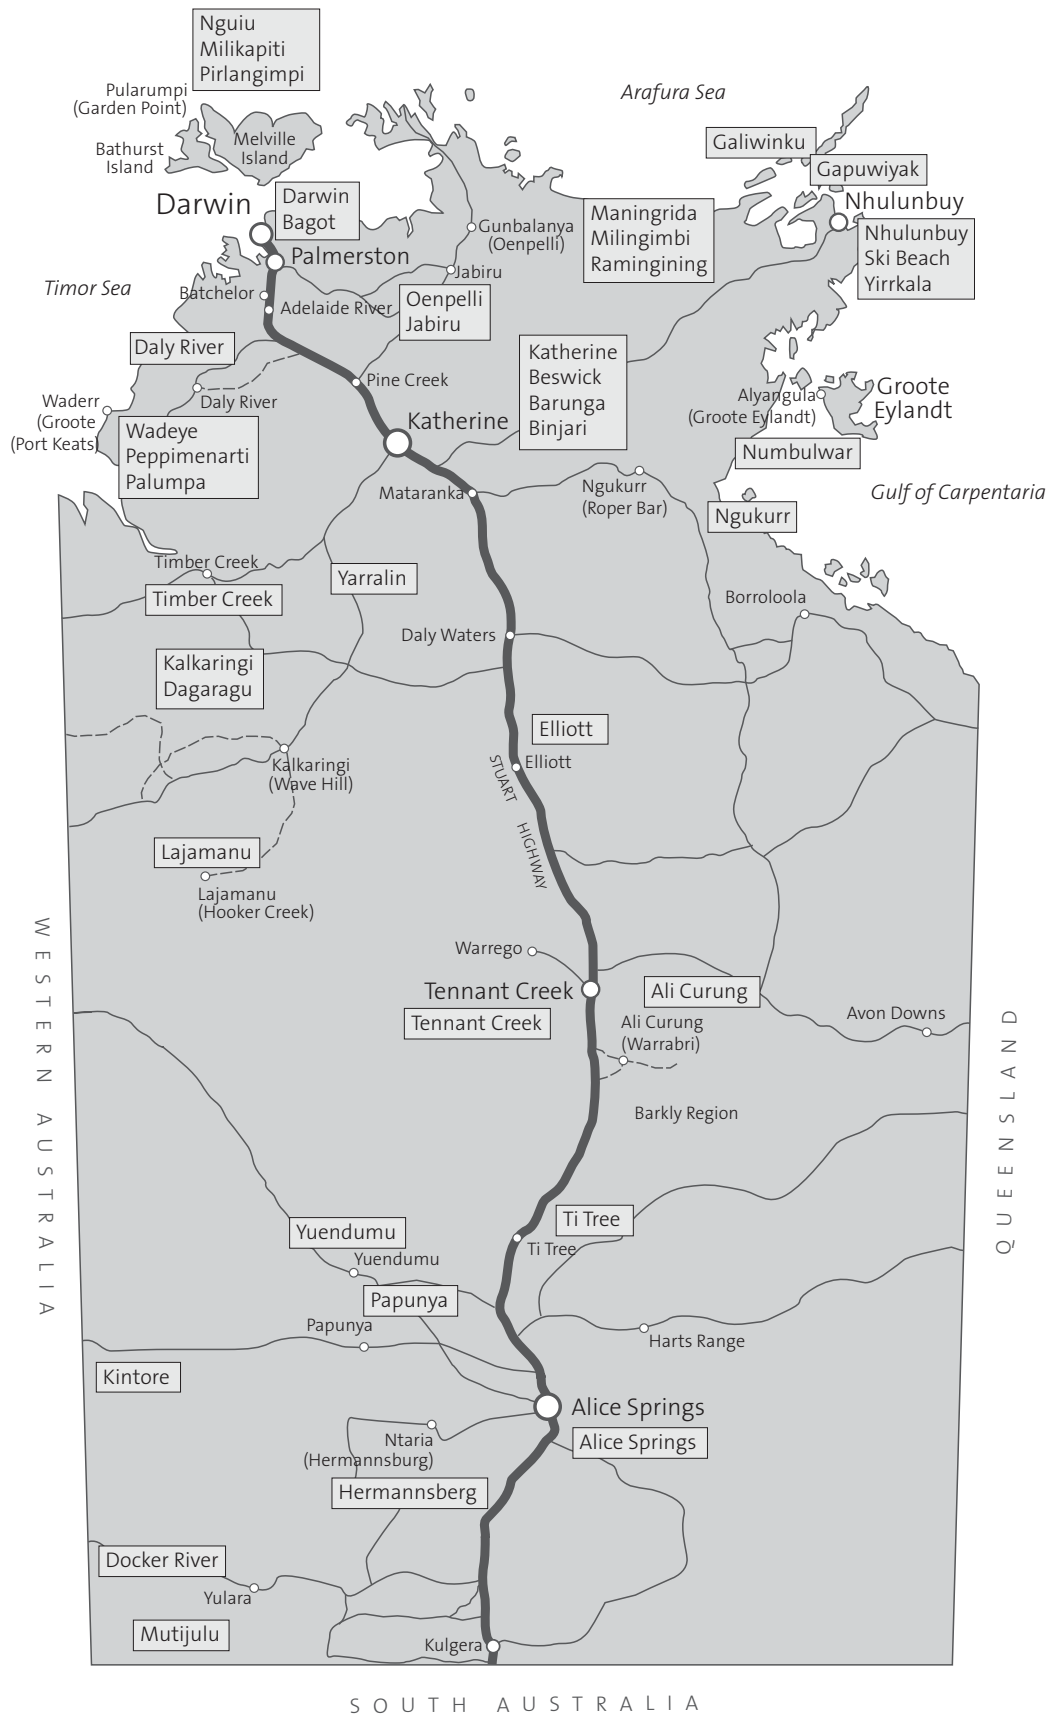 Nguiu
Milikapiti
Pirlangimpi
Pularumpi
(Garden Point)
Arafura Sea
Bathurst
Island
Melville
Island
Galiwinku
Gapuwiyak
Darwin
Darwin
Bagot
Nhulunbuy
Nhulunbuy
Ski Beach
Yirrkala
Maningrida
Milingimbi
Ramingining
Gunbalanya
(Oenpelli)
Palmerston
Jabiru
Timor Sea
Batchelor
Adelaide River
Oenpelli
Jabiru
Daly River
Katherine
Beswick
Barunga
Binjari
Pine Creek
Daly River
Waderr
(Groote
(Port Keats)
Alyangula
(Groote Eylandt)
Groote
Eylandt
Katherine
Wadeye
Peppimenarti
Palumpa
Numbulwar
Mataranka
Ngukurr
(Roper Bar)
Gulf of Carpentaria
Ngukurr
Timber Creek
Timber Creek
Yarralin
Borroloola
Daly Waters
Kalkaringi
Dagaragu
Elliott
Elliott
STUART
HIGHWAY
Kalkaringi
(Wave Hill)
Lajamanu
Lajamanu
(Hooker Creek)
WESTERN AUSTRALIA
Warrego
Tennant Creek
Tennant Creek
Ali Curung
Ali Curung
(Warrabri)
Avon Downs
QUEENSLAND
Barkly Region
Ti Tree
Ti Tree
Yuendumu
Yuendumu
Papunya
Papunya
Harts Range
Kintore
Alice Springs
Alice Springs
Ntaria
(Hermannsburg)
Hermannsberg
Docker River
Yulara
Mutijulu
Kulgera
SOUTH AUSTRALIA